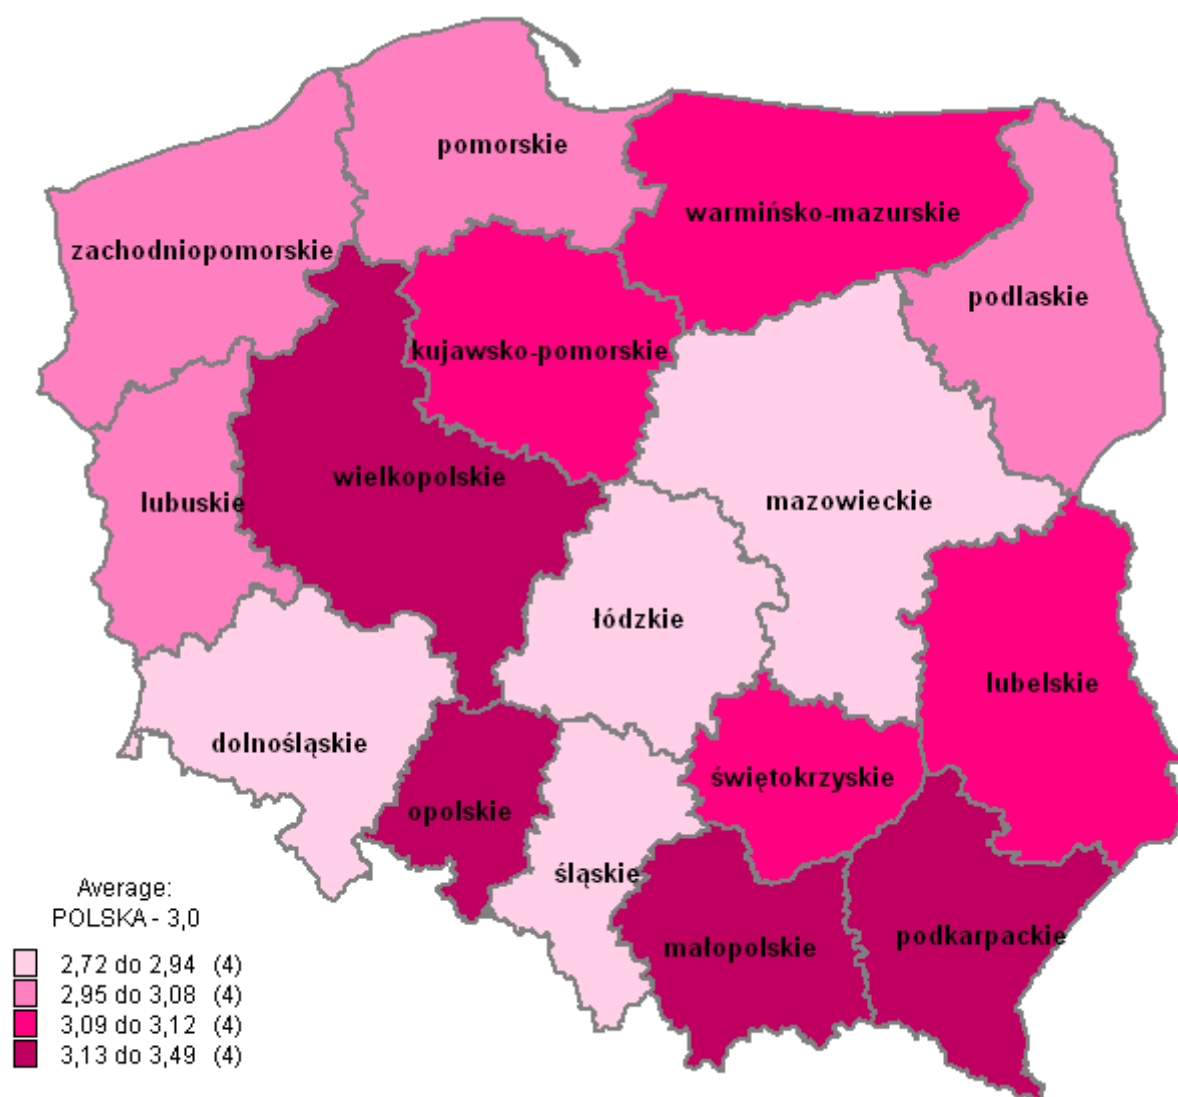 pomorskie
warmińsko-mazurskie
zachodniopomorskie
podlaskie
kujawsko-pomorskie
wielkopolskie
lubuskie
mazowieckie
łódzkie
lubelskie
dolnośląskie
świętokrzyskie
opolskie
śląskie
małopolskie
podkarpackie
Average:
POLSKA - 3,0
2,72 do 2,94 (4)
2,95 do 3,08 (4)
3,09 do 3,12 (4)
3,13 do 3,49 (4)